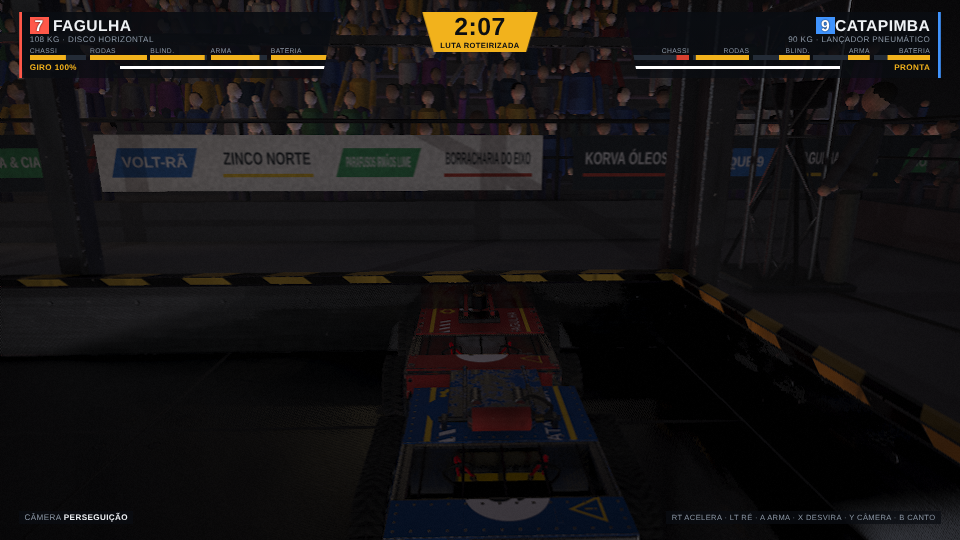 7 FAGULHA
108 KG · DISCO HORIZONTAL
CHASSI RODAS BLIND. ARMA BATERIA
GIRO 100%
2:07
LUTA ROTEIRIZADA
9 CATAPIMBA
90 KG · LANÇADOR PNEUMÁTICO
CHASSI RODAS BLIND. ARMA BATERIA
PRONTA
& CIA
VOLT-RÃ
ZINCO NORTE
BORRACHARIA DO EIXO
KORVA ÓLEOS
CÂMERA PERSEGUIÇÃO
RT ACELERA · LT RÉ · A ARMA · X DESVIRA · Y CÂMERA · B CANTO